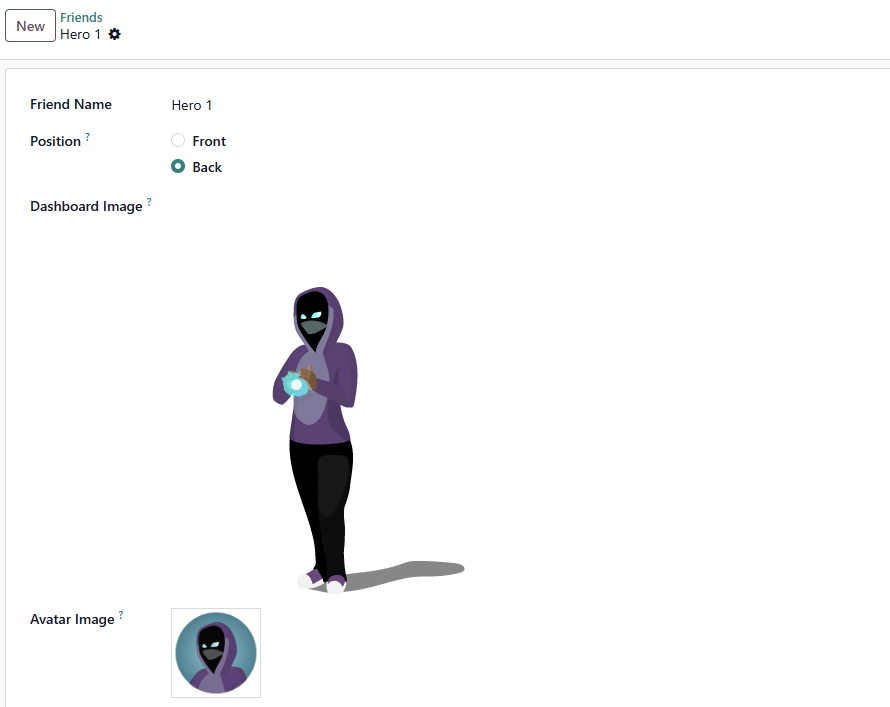 New
Friends
Hero 1
Friend Name
Hero 1
Position ?
Front
Back
Dashboard Image ?
Avatar Image ?